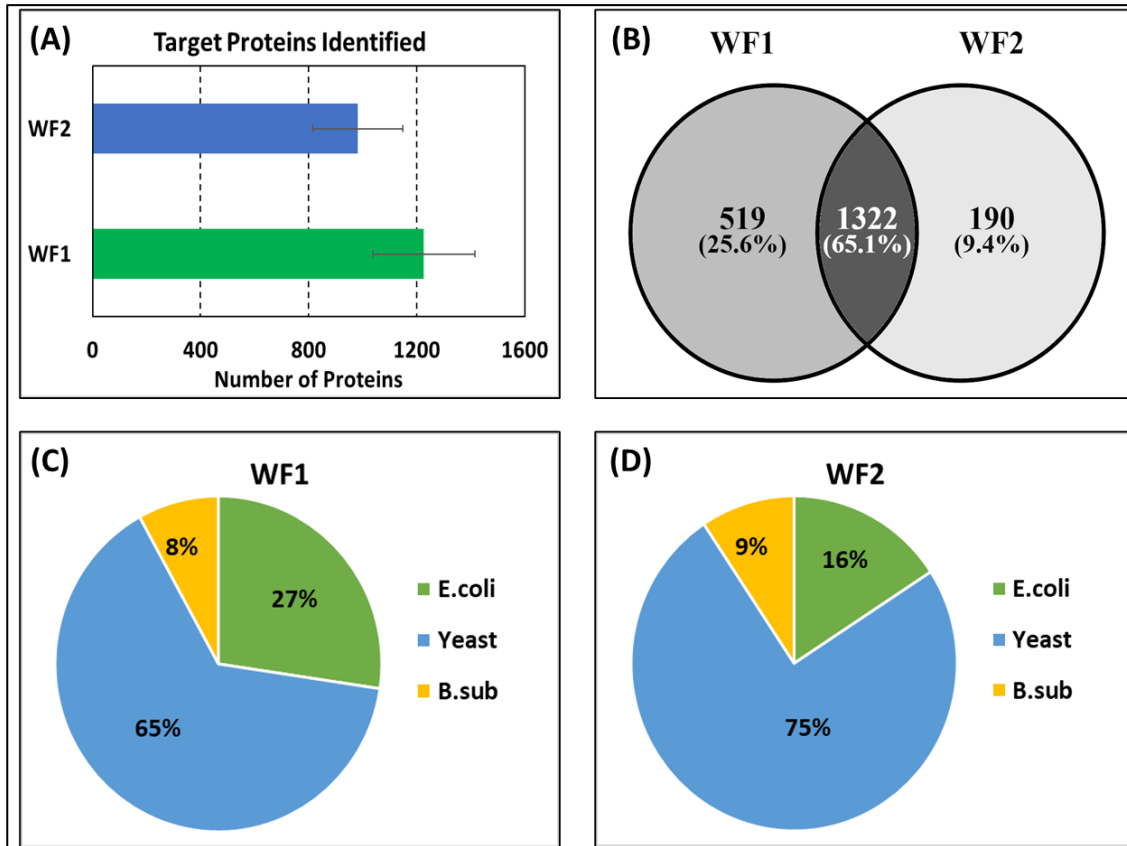 (A)
Target Proteins Identified
WF2
WF1
0 400 800 1200 1600
Number of Proteins
(B)
WF1 WF2
519 1322 190
(25.6%) (65.1%) (9.4%)
(C)
WF1
8%
27%
65%
E.coli
Yeast
B.sub
(D)
WF2
9%
16%
75%
E.coli
Yeast
B.sub